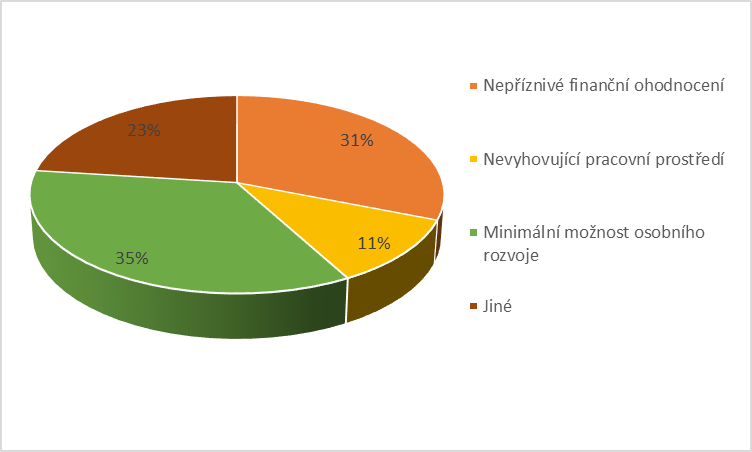 23%
31%
11%
35%
Nepříznivé finanční ohodnocení
Nevyhovující pracovní prostředí
Minimální možnost osobního
rozvoje
Jiné